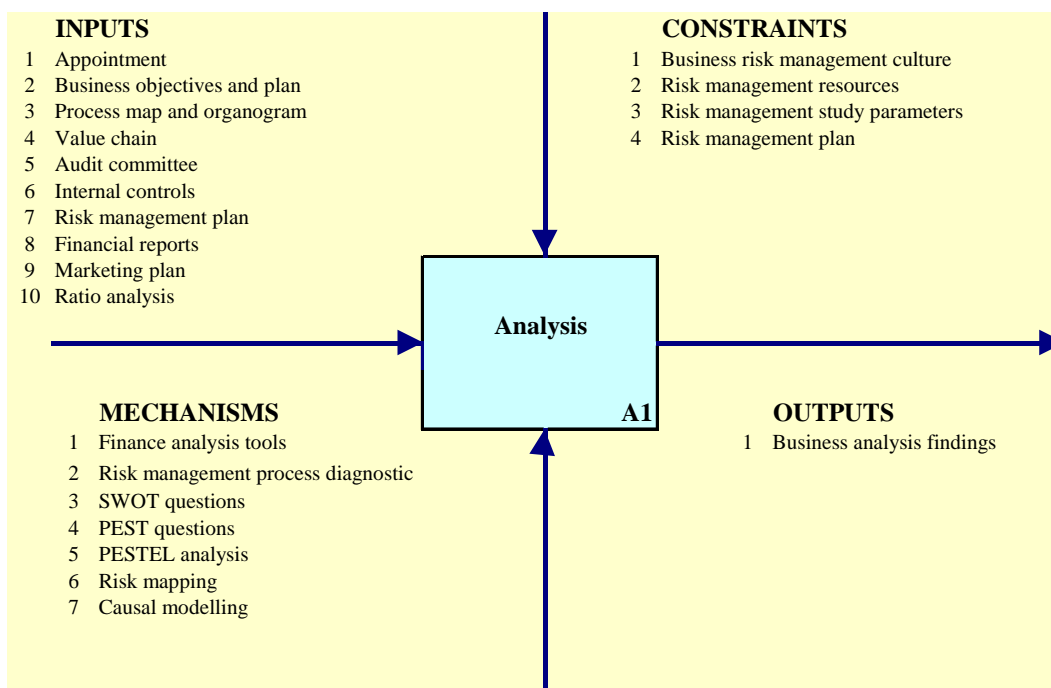 INPUTS
1 Appointment
2 Business objectives and plan
3 Process map and organogram
4 Value chain
5 Audit committee
6 Internal controls
7 Risk management plan
8 Financial reports
9 Marketing plan
10 Ratio analysis
CONSTRAINTS
1 Business risk management culture
2 Risk management resources
3 Risk management study parameters
4 Risk management plan
Analysis
A1
MECHANISMS
1 Finance analysis tools
2 Risk management process diagnostic
3 SWOT questions
4 PEST questions
5 PESTEL analysis
6 Risk mapping
7 Causal modelling
OUTPUTS
1 Business analysis findings